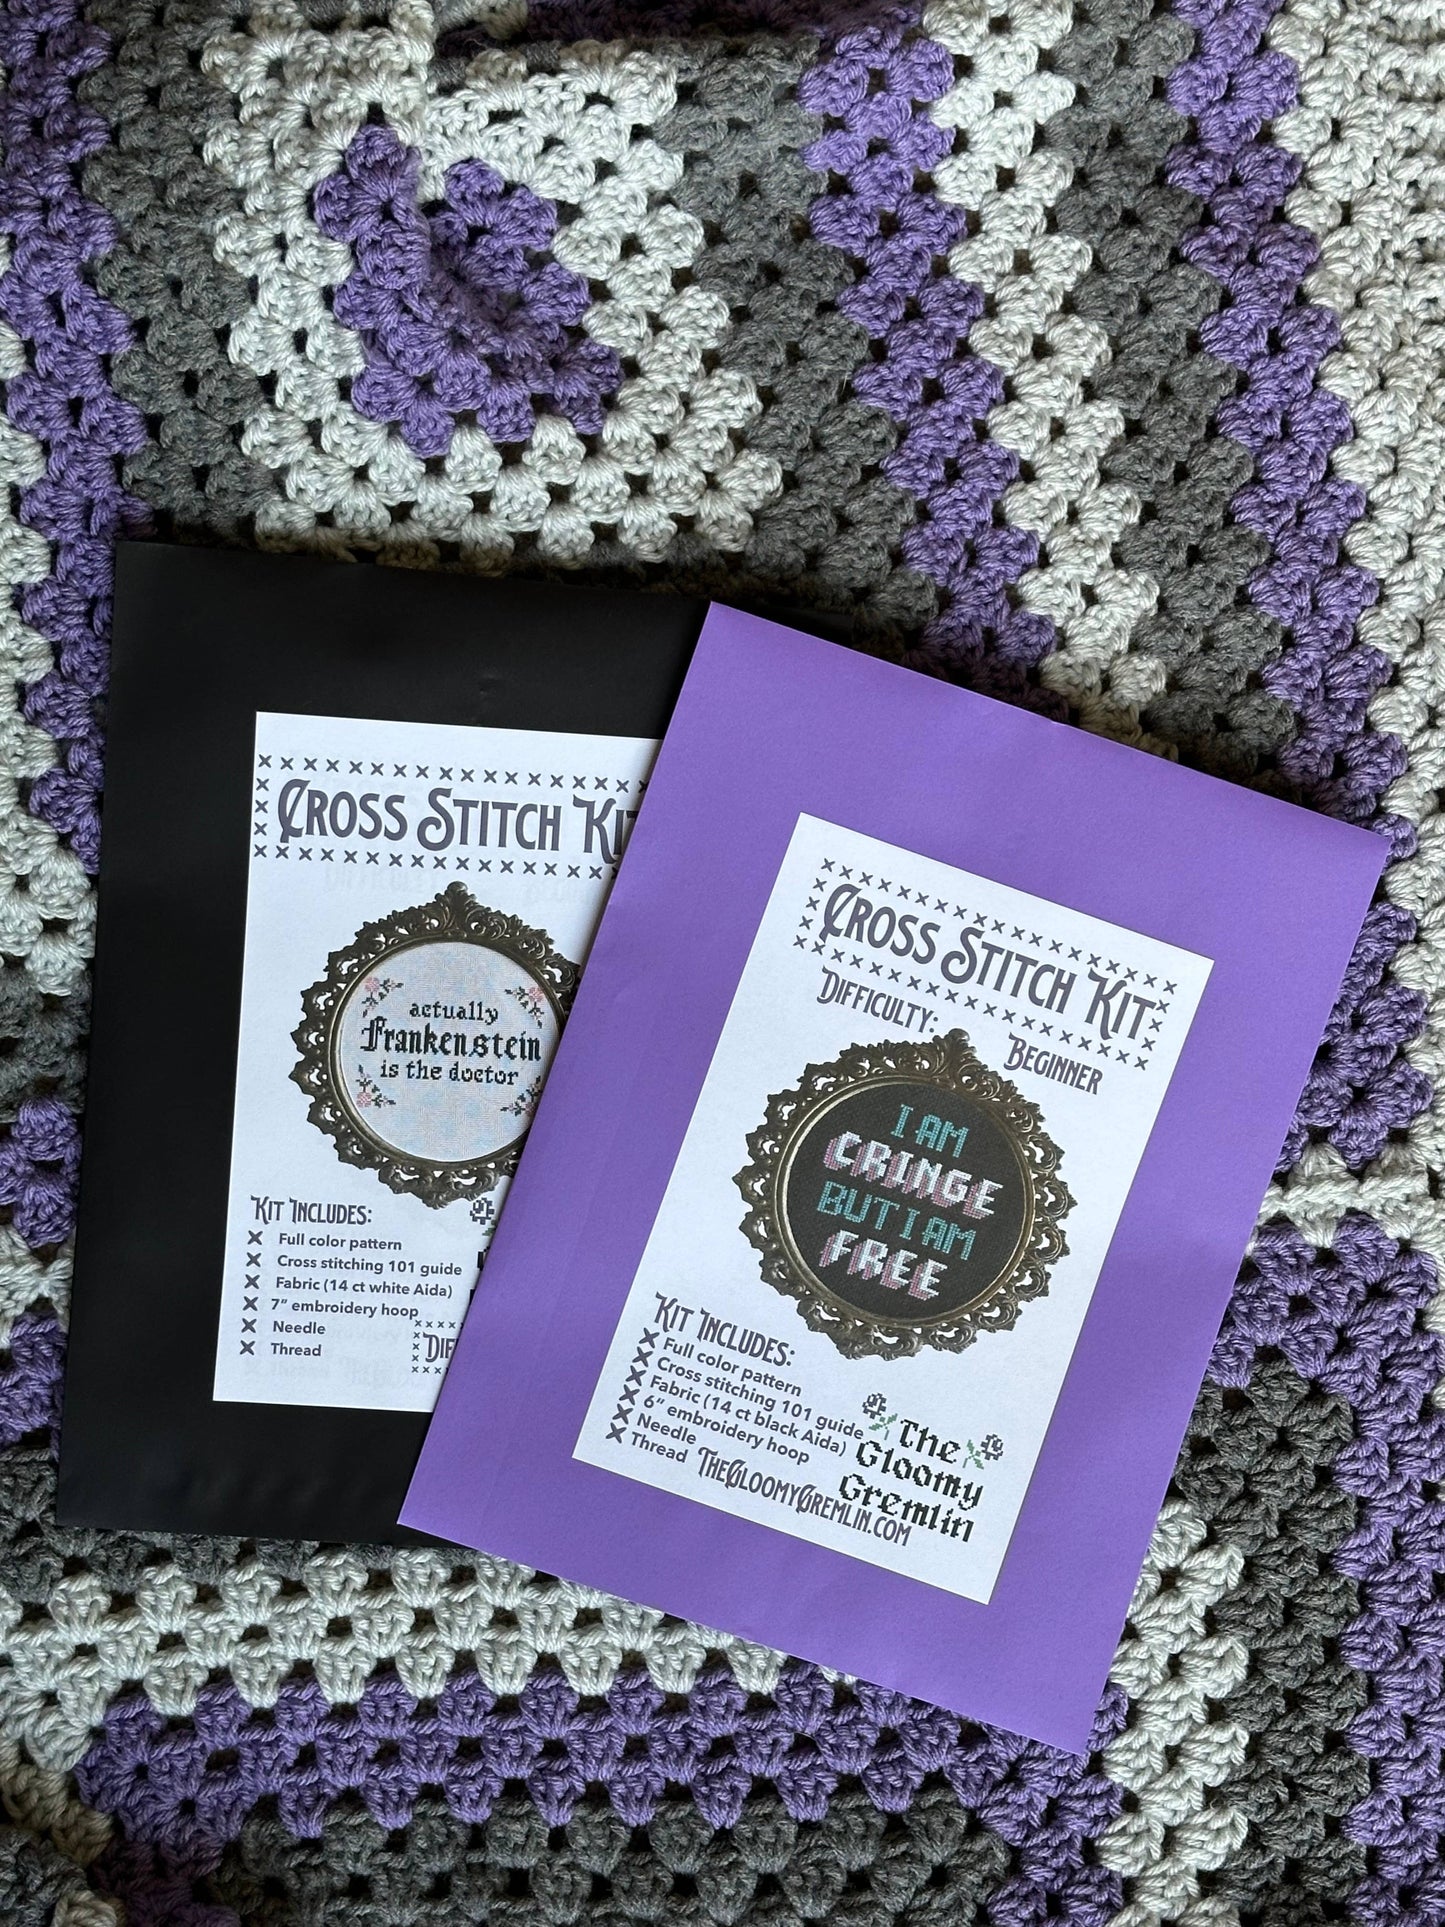 Cross Stitch Kit
actually
Frankenstein
is the doctor
Kit Includes:
Full color pattern
Cross stitching 101 guide
Fabric (14 ct white Aida)
7” embroidery hoop
Needle
Thread
Cross Stitch Kit
Difficulty:
Beginner
I AM
CRINGE
BUT I AM
FREE
Kit Includes:
Full color pattern
Cross stitching 101 guide
Fabric (14 ct black Aida)
6” embroidery hoop
Needle
Thread
The
Gloomy
Gremlin
TheGloomyGremlin.com